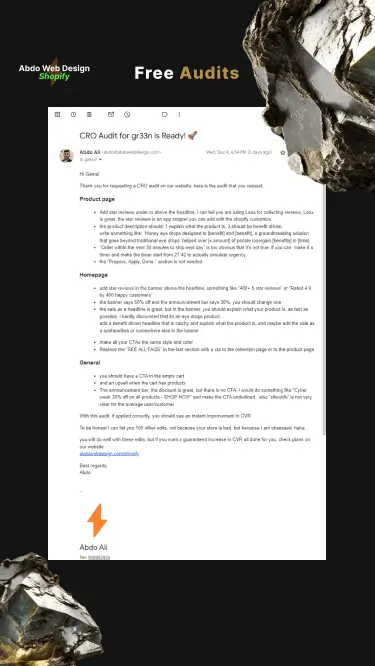 Abdo Web Design
Shopify
Free Audits
CRO Audit for gr33n is Ready! 🚀
Abdo Ali <abdo@abdowebdesign.com>
Wed, Dec 4, 6:54 PM (5 days ago)
to gamal
Hi Gamal
Thank you for requesting a CRO audit on our website, here is the audit that you request.
Product page
• Add star reviews under or above the headline, I can tell you are using Loox for collecting reviews, Loox
is great, the star reviews is an app snippet you can add with the shopify customize.
• the product description should, 1.explain what the product is, 2.should be benefit driven,
write something like "Honey eye drops designed to [benefit] and [benefit], a groundbreaking solution
that goes beyond traditional eye drops, helped over [x amount] of people lose/gain [benefits] in [time]
• "Order within the next 30 minutes to ship next day" is too obvious that it's not true, if you can, make it a
timer and make the timer start from 27:42 to actually simulate urgency
• the "Prepare, Apply, Done." section is not needed
Homepage
• add star reviews in the banner above the headline, something like "400+ 5 star reviews" or "Rated 4.9
by 400 happy customers"
• the banner says 50% off and the announcement bar says 30%, you should change one
• the sale as a headline is great, but in the banner, you should explain what your product is, as fast as
possible, I hardly discovered that its an eye drops product,
add a benefit driven headline that is catchy and explain what the product is, and maybe add the sale as
a subheadline or somewhere else in the banner
• make all your CTAs the same style and color
• Replace the "SEE ALL FAQS" in the last section with a cta to the collection page or to the product page
General
• you should have a CTA in the empty cart
• and an upsell when the cart has products
• The announcement bar, the discount is great, but there is no CTA, I would do something like "Cyber
week 30% off on all products - SHOP NOW" and make the CTA underlined , also "sitewide" is not very
clear for the average user/customer.
With this audit, if applied correctly, you should see an instant improvement in CVR
To be honest I can list you 100 other edits, not because your store is bad, but because I am obsessed, haha
you will do well with these edits, but if you want a guaranteed increase in CVR all done for you, check plans on
our website.
abdowebdesign.com/shopify
Best regards,
Abdo
--
Abdo Ali